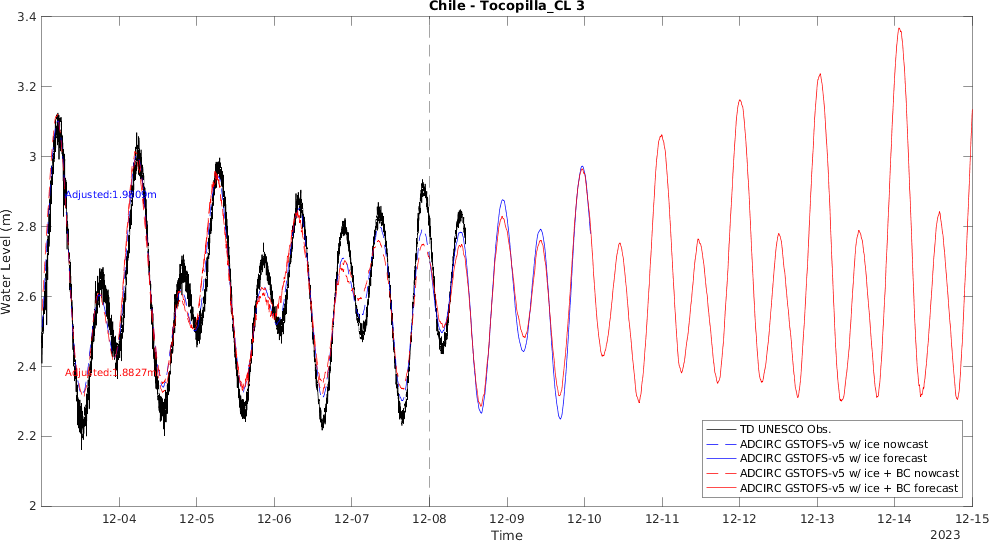 Chile - Tocopilla_CL 3
3.4
3.2
3
2.8
2.6
2.4
2.2
2
Water Level (m)
Adjusted:1.8827m
TD UNESCO Obs.
ADCIRC GSTOFS-v5 w/ ice nowcast
ADCIRC GSTOFS-v5 w/ ice forecast
ADCIRC GSTOFS-v5 w/ ice + BC nowcast
ADCIRC GSTOFS-v5 w/ ice + BC forecast
12-04 12-05 12-06 12-07 12-08 12-09 12-10 12-11 12-12 12-13 12-14 12-15
Time
2023